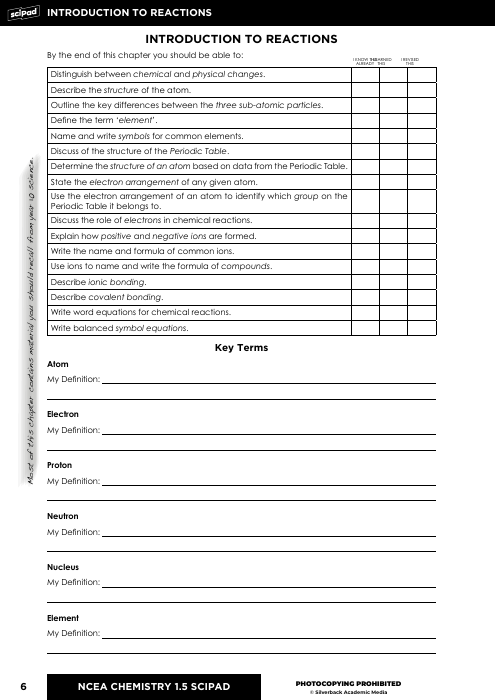 scipad INTRODUCTION TO REACTIONS
INTRODUCTION TO REACTIONS
By the end of this chapter you should be able to:
I KNOW THIS ALREADY
LEARNED THIS
I REVISED THIS
Distinguish between chemical and physical changes.
Describe the structure of the atom.
Outline the key differences between the three sub-atomic particles.
Define the term ‘element’.
Name and write symbols for common elements.
Discuss of the structure of the Periodic Table.
Determine the structure of an atom based on data from the Periodic Table.
State the electron arrangement of any given atom.
Use the electron arrangement of an atom to identify which group on the
Periodic Table it belongs to.
Discuss the role of electrons in chemical reactions.
Explain how positive and negative ions are formed.
Write the name and formula of common ions.
Use ions to name and write the formula of compounds.
Describe ionic bonding.
Describe covalent bonding.
Write word equations for chemical reactions.
Write balanced symbol equations.
Most of this chapter contains material you should recall from year 10 science.
Key Terms
Atom
My Definition:
Electron
My Definition:
Proton
My Definition:
Neutron
My Definition:
Nucleus
My Definition:
Element
My Definition:
6 NCEA CHEMISTRY 1.5 SCIPAD
PHOTOCOPYING PROHIBITED
© Silverback Academic Media